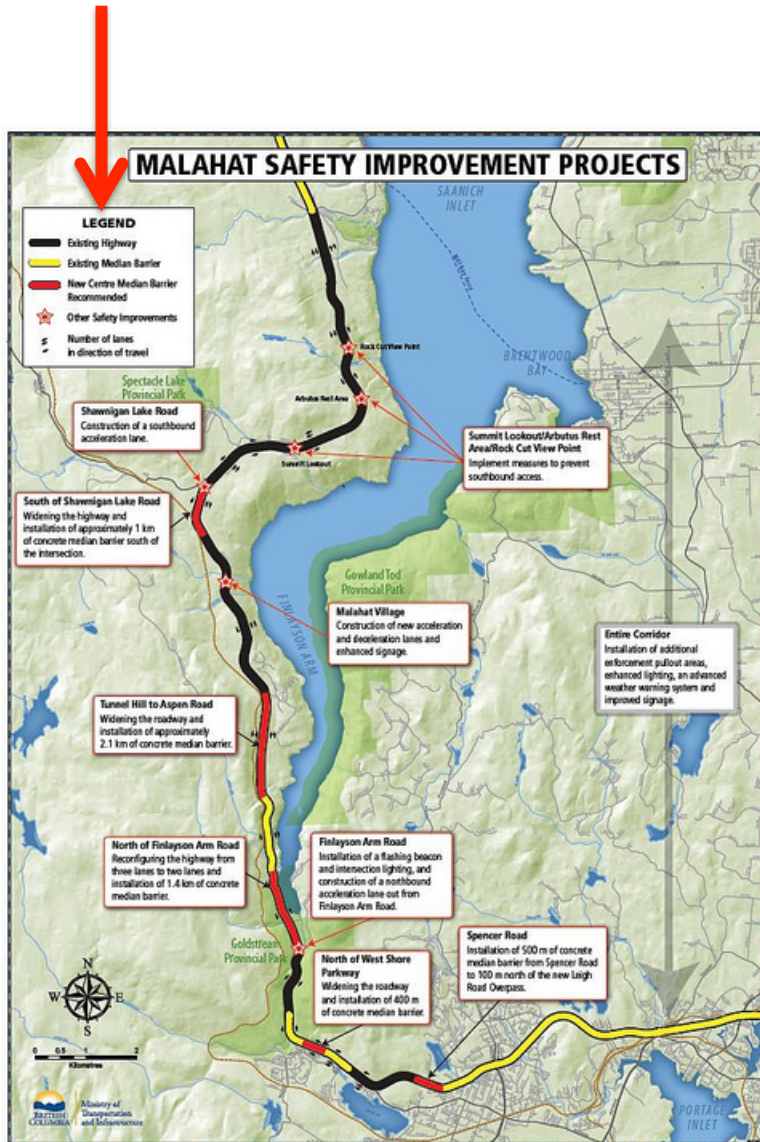 MALAHAT SAFETY IMPROVEMENT PROJECTS
SAANICH
INLET
LEGEND
Existing Highway
Existing Median Barrier
New Centre Median Barrier
Recommended
Other Safety Improvements
Number of lanes
in direction of travel
Rock Cut View Point
BRENTWOOD
BAY
Spectacle Lake
Provincial Park
Arbutus Rest Area
Shawnigan Lake Road
Construction of a southbound
acceleration lane.
Summit Lookout
Summit Lookout/Arbutus Rest
Area/Rock Cut View Point
Implement measures to prevent
southbound access.
South of Shawnigan Lake Road
Widening the highway and
installation of approximately 1 km
of concrete median barrier south of
the intersection.
Gowland Tod
Provincial Park
FINLAYSON ARM
Malahat Village
Construction of new acceleration
and deceleration lanes and
enhanced signage.
Entire Corridor
Installation of additional
enforcement pullout areas,
enhanced lighting, an advanced
weather warning system and
improved signage.
Tunnel Hill to Aspen Road
Widening the roadway and
installation of approximately
2.1 km of concrete median barrier.
North of Finlayson Arm Road
Reconfiguring the highway from
three lanes to two lanes and
installation of 1.4 km of concrete
median barrier.
Finlayson Arm Road
Installation of a flashing beacon
and intersection lighting, and
construction of a northbound
acceleration lane out from
Finlayson Arm Road.
Goldstream
Provincial Park
North of West Shore
Parkway
Widening the roadway
and installation of 400 m
of concrete median barrier.
Spencer Road
Installation of 500 m of concrete
median barrier from Spencer Road
to 100 m north of the new Leigh
Road Overpass.
N
W E
S
0 0.5 1 2
Kilometres
BRITISH
COLUMBIA
Ministry of
Transportation
and Infrastructure
PORTAGE
INLET